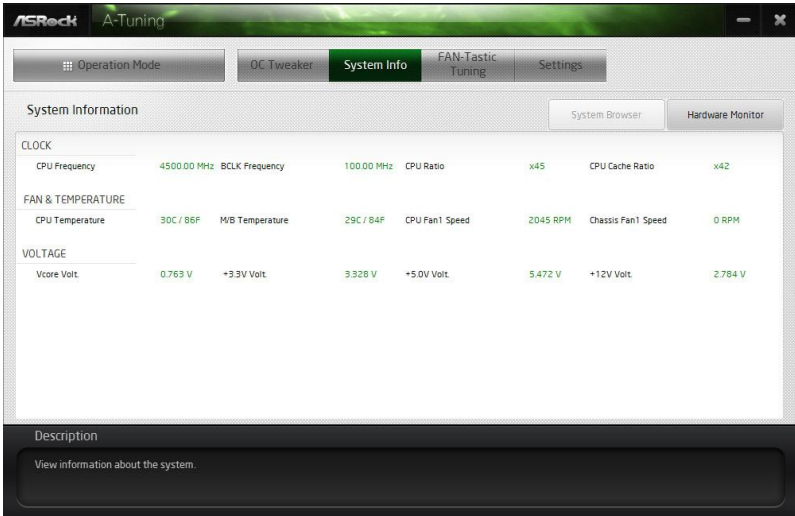 ASRock A-Tuning
Operation Mode OC Tweaker System Info FAN-Tastic Tuning Settings
System Information System Browser Hardware Monitor
CLOCK
CPU Frequency 4500.00 MHz BCLK Frequency 100.00 MHz CPU Ratio x45 CPU Cache Ratio x42
FAN & TEMPERATURE
CPU Temperature 30C / 86F M/B Temperature 29C / 84F CPU Fan1 Speed 2045 RPM Chassis Fan1 Speed 0 RPM
VOLTAGE
Vcore Volt. 0.763 V +3.3V Volt. 3.328 V +5.0V Volt. 5.472 V +12V Volt. 2.784 V
Description
View information about the system.